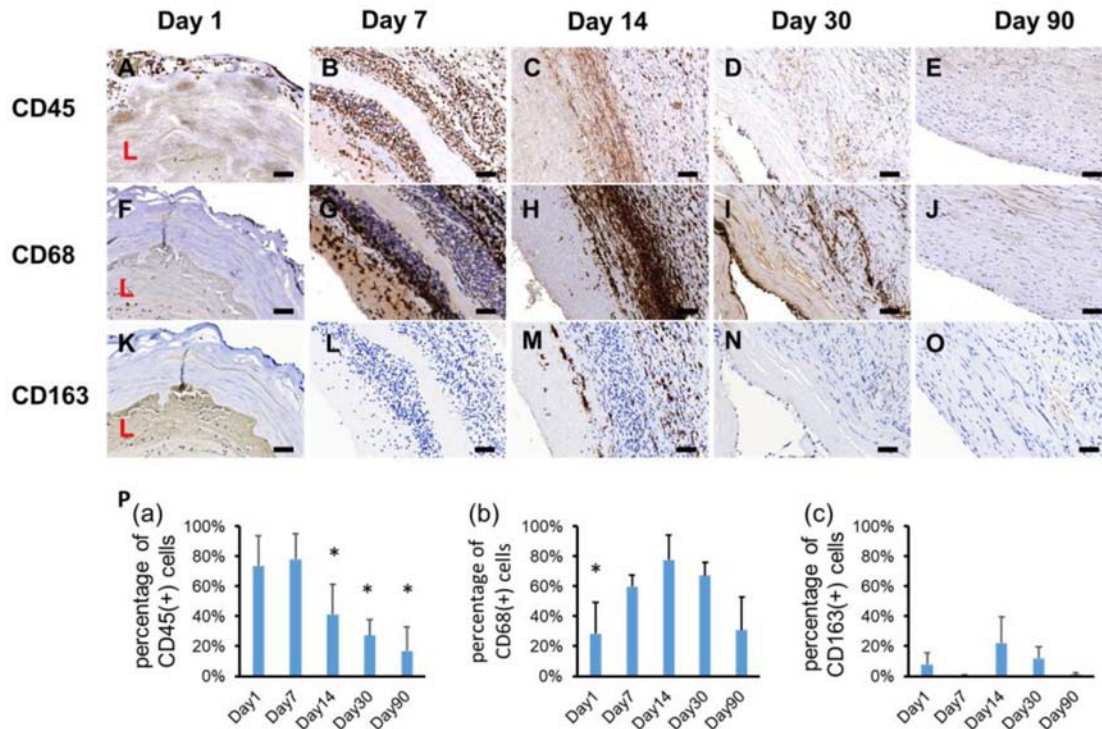 Day 1 Day 7 Day 14 Day 30 Day 90
CD45
A B C D E
L
CD68
F G H I J
L
CD163
K L M N O
L
P
(a)
percentage of
CD45(+) cells
100%
80%
60%
40%
20%
0%
* * *
Day1 Day7 Day14 Day30 Day90
(b)
percentage of
CD68(+) cells
100%
80%
60%
40%
20%
0%
*
Day1 Day7 Day14 Day30 Day90
(c)
percentage of
CD163(+) cells
100%
80%
60%
40%
20%
0%
Day1 Day7 Day14 Day30 Day90